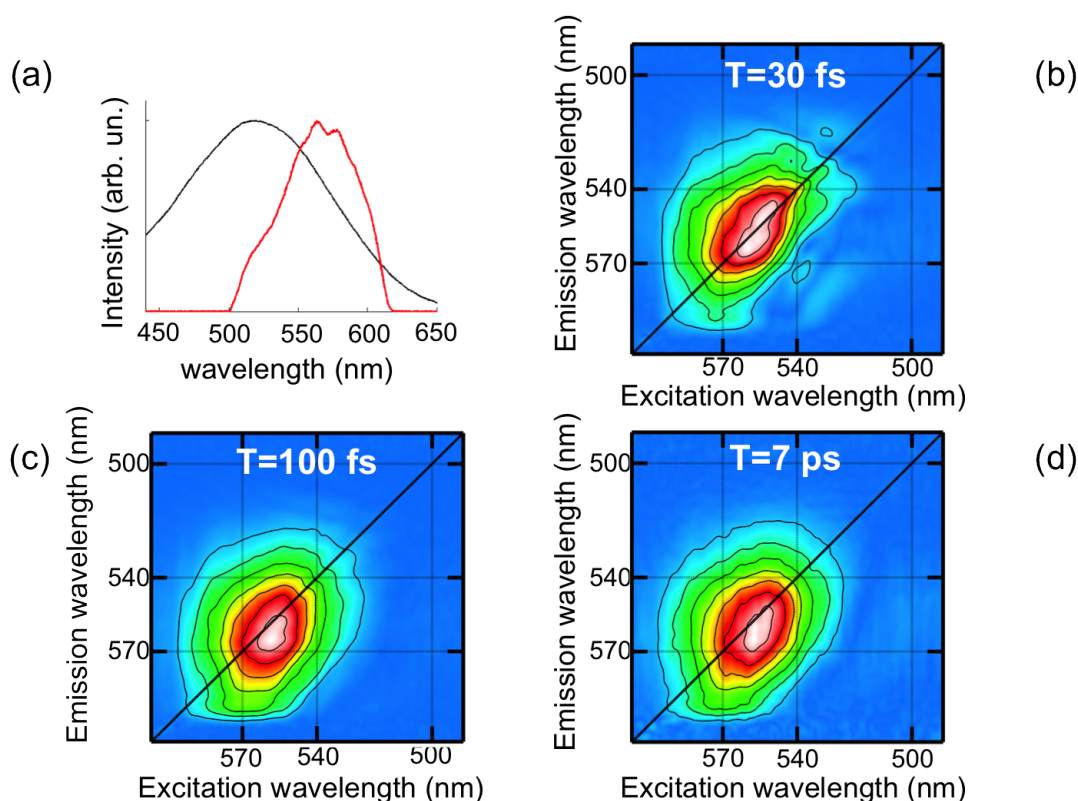 (a)
Intensity (arb. un.)
450 500 550 600 650
wavelength (nm)
(b)
T=30 fs
Emission wavelength (nm)
500
540
570
570 540 500
Excitation wavelength (nm)
(c)
T=100 fs
Emission wavelength (nm)
500
540
570
570 540 500
Excitation wavelength (nm)
(d)
T=7 ps
Emission wavelength (nm)
500
540
570
570 540 500
Excitation wavelength (nm)